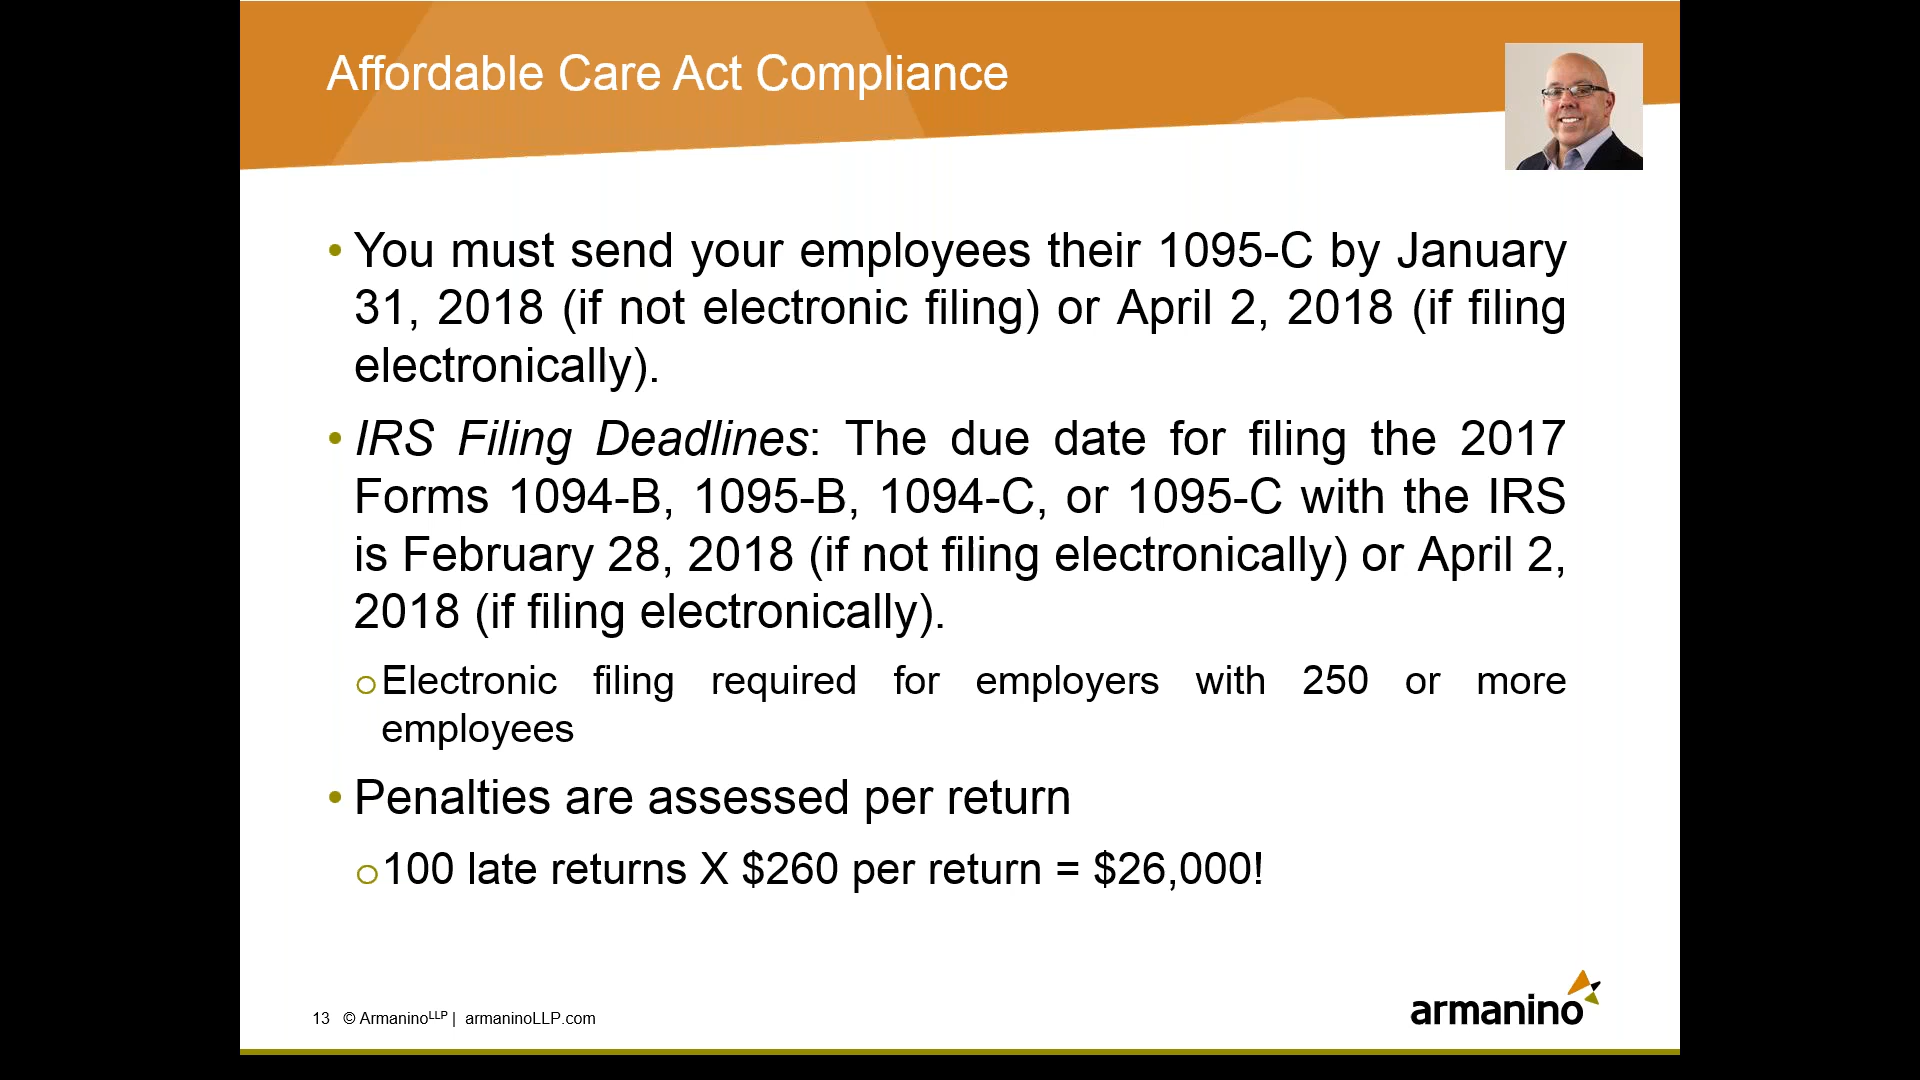 Affordable Care Act Compliance
• You must send your employees their 1095-C by January
31, 2018 (if not electronic filing) or April 2, 2018 (if filing
electronically).
• IRS Filing Deadlines: The due date for filing the 2017
Forms 1094-B, 1095-B, 1094-C, or 1095-C with the IRS
is February 28, 2018 (if not filing electronically) or April 2,
2018 (if filing electronically).
o Electronic filing required for employers with 250 or more
employees
• Penalties are assessed per return
o 100 late returns X $260 per return = $26,000!
13 © ArmaninoLLP | armaninoLLP.com
armanino